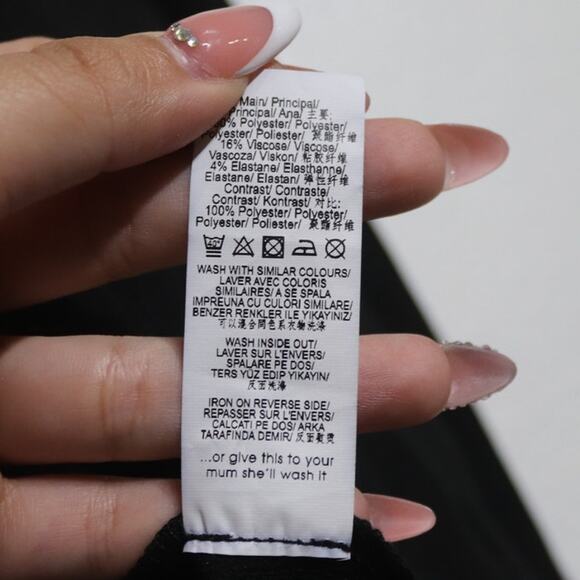 Main/ Principal/
Principal/ Ana/ 主要:
Polyester/ Polyester/
Polyester/ Poliester/ 聚酯纤维
16% Viscose/ Viscose/
Vascoza/ Viskon/ 粘胶纤维
4% Elastane/ Elasthanne/
Elastane/ Elastan/ 弹性纤维
Contrast/ Contraste/
Contrast/ Kontrast/ 对比:
100% Polyester/ Polyester/
Polyester/ Poliester/ 聚酯纤维
40°
WASH WITH SIMILAR COLOURS/
LAVER AVEC COLORIS
SIMILAIRES/ A SE SPALA
IMPREUNA CU CULORI SIMILARE/
BENZER RENKLER ILE YIKAYINIZ/
可以混合同色系衣物洗涤
WASH INSIDE OUT/
LAVER SUR L'ENVERS/
SPALARE PE DOS/
TERS YÜZ EDIP YIKAYIN/
反面洗涤
IRON ON REVERSE SIDE/
REPASSER SUR L'ENVERS/
CALCATI PE DOS/ ARKA
TARAFINDA DEMIR/ 反面熨烫
...or give this to your
mum she'll wash it